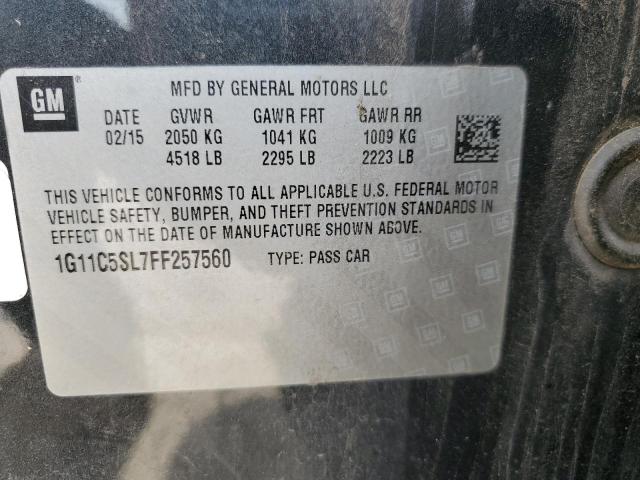 GM ®
MFD BY GENERAL MOTORS LLC
DATE GVWR GAWR FRT GAWR RR
02/15 2050 KG 1041 KG 1009 KG
4518 LB 2295 LB 2223 LB
THIS VEHICLE CONFORMS TO ALL APPLICABLE U.S. FEDERAL MOTOR
VEHICLE SAFETY, BUMPER, AND THEFT PREVENTION STANDARDS IN
EFFECT ON THE DATE OF MANUFACTURE SHOWN ABOVE.
1G11C5SL7FF257560 TYPE: PASS CAR